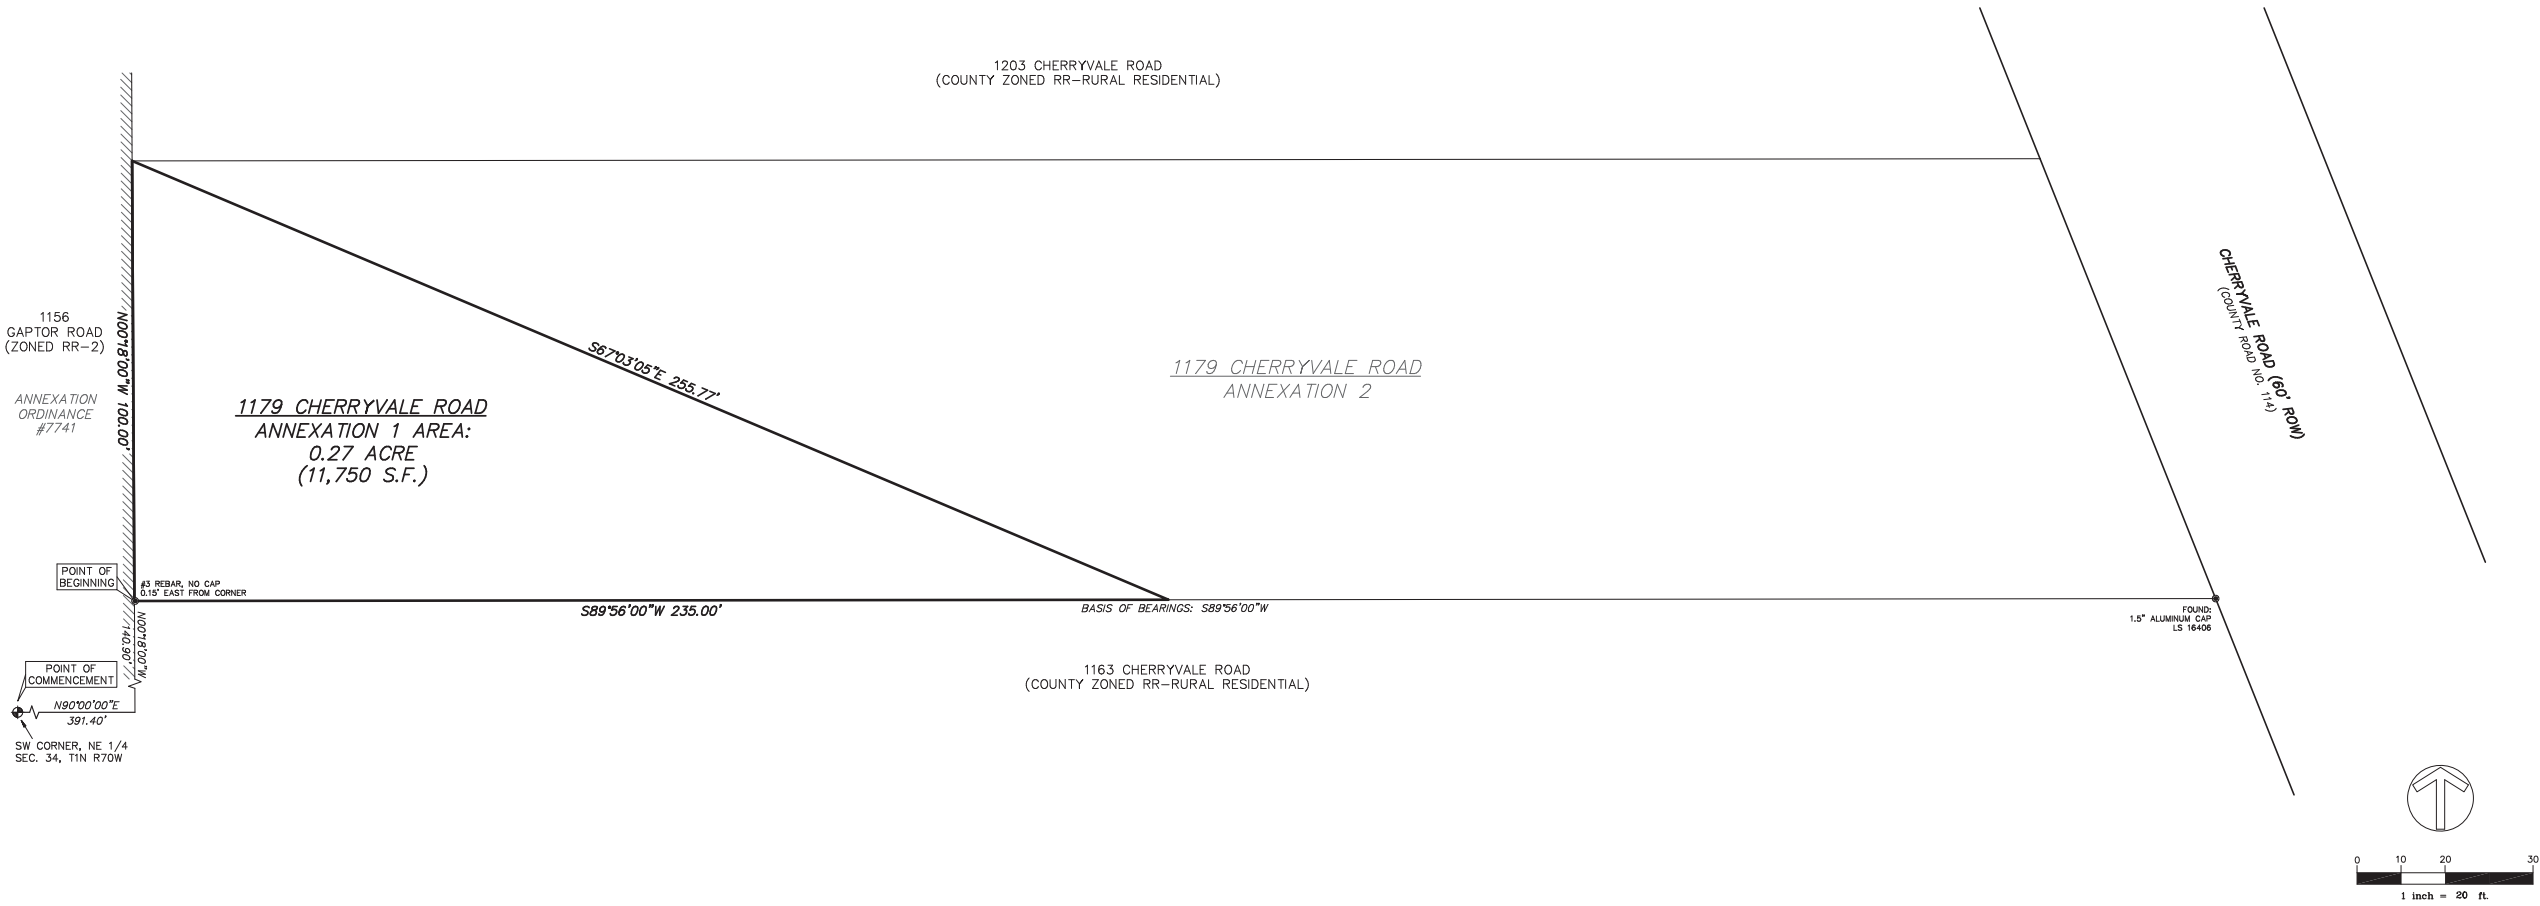 1203 CHERRYVALE ROAD
(COUNTY ZONED RR-RURAL RESIDENTIAL)
CHERRYVALE ROAD (60' ROW)
(COUNTY ROAD NO. 114)
1156
GAPTOR ROAD
(ZONED RR-2)
ANNEXATION
ORDINANCE
#7741
N00°18'00"W 100.00'
S67°03'05"E 255.77'
1179 CHERRYVALE ROAD
ANNEXATION 1 AREA:
0.27 ACRE
(11,750 S.F.)
1179 CHERRYVALE ROAD
ANNEXATION 2
POINT OF
BEGINNING
#3 REBAR, NO CAP
0.15' EAST FROM CORNER
S89°56'00"W 235.00'
BASIS OF BEARINGS: S89°56'00"W
FOUND:
1.5" ALUMINUM CAP
LS 16406
N00°18'00"W
140.90'
POINT OF
COMMENCEMENT
N90°00'00"E
391.40'
SW CORNER, NE 1/4
SEC. 34, T1N R70W
1163 CHERRYVALE ROAD
(COUNTY ZONED RR-RURAL RESIDENTIAL)
0 10 20 30
1 inch = 20 ft.